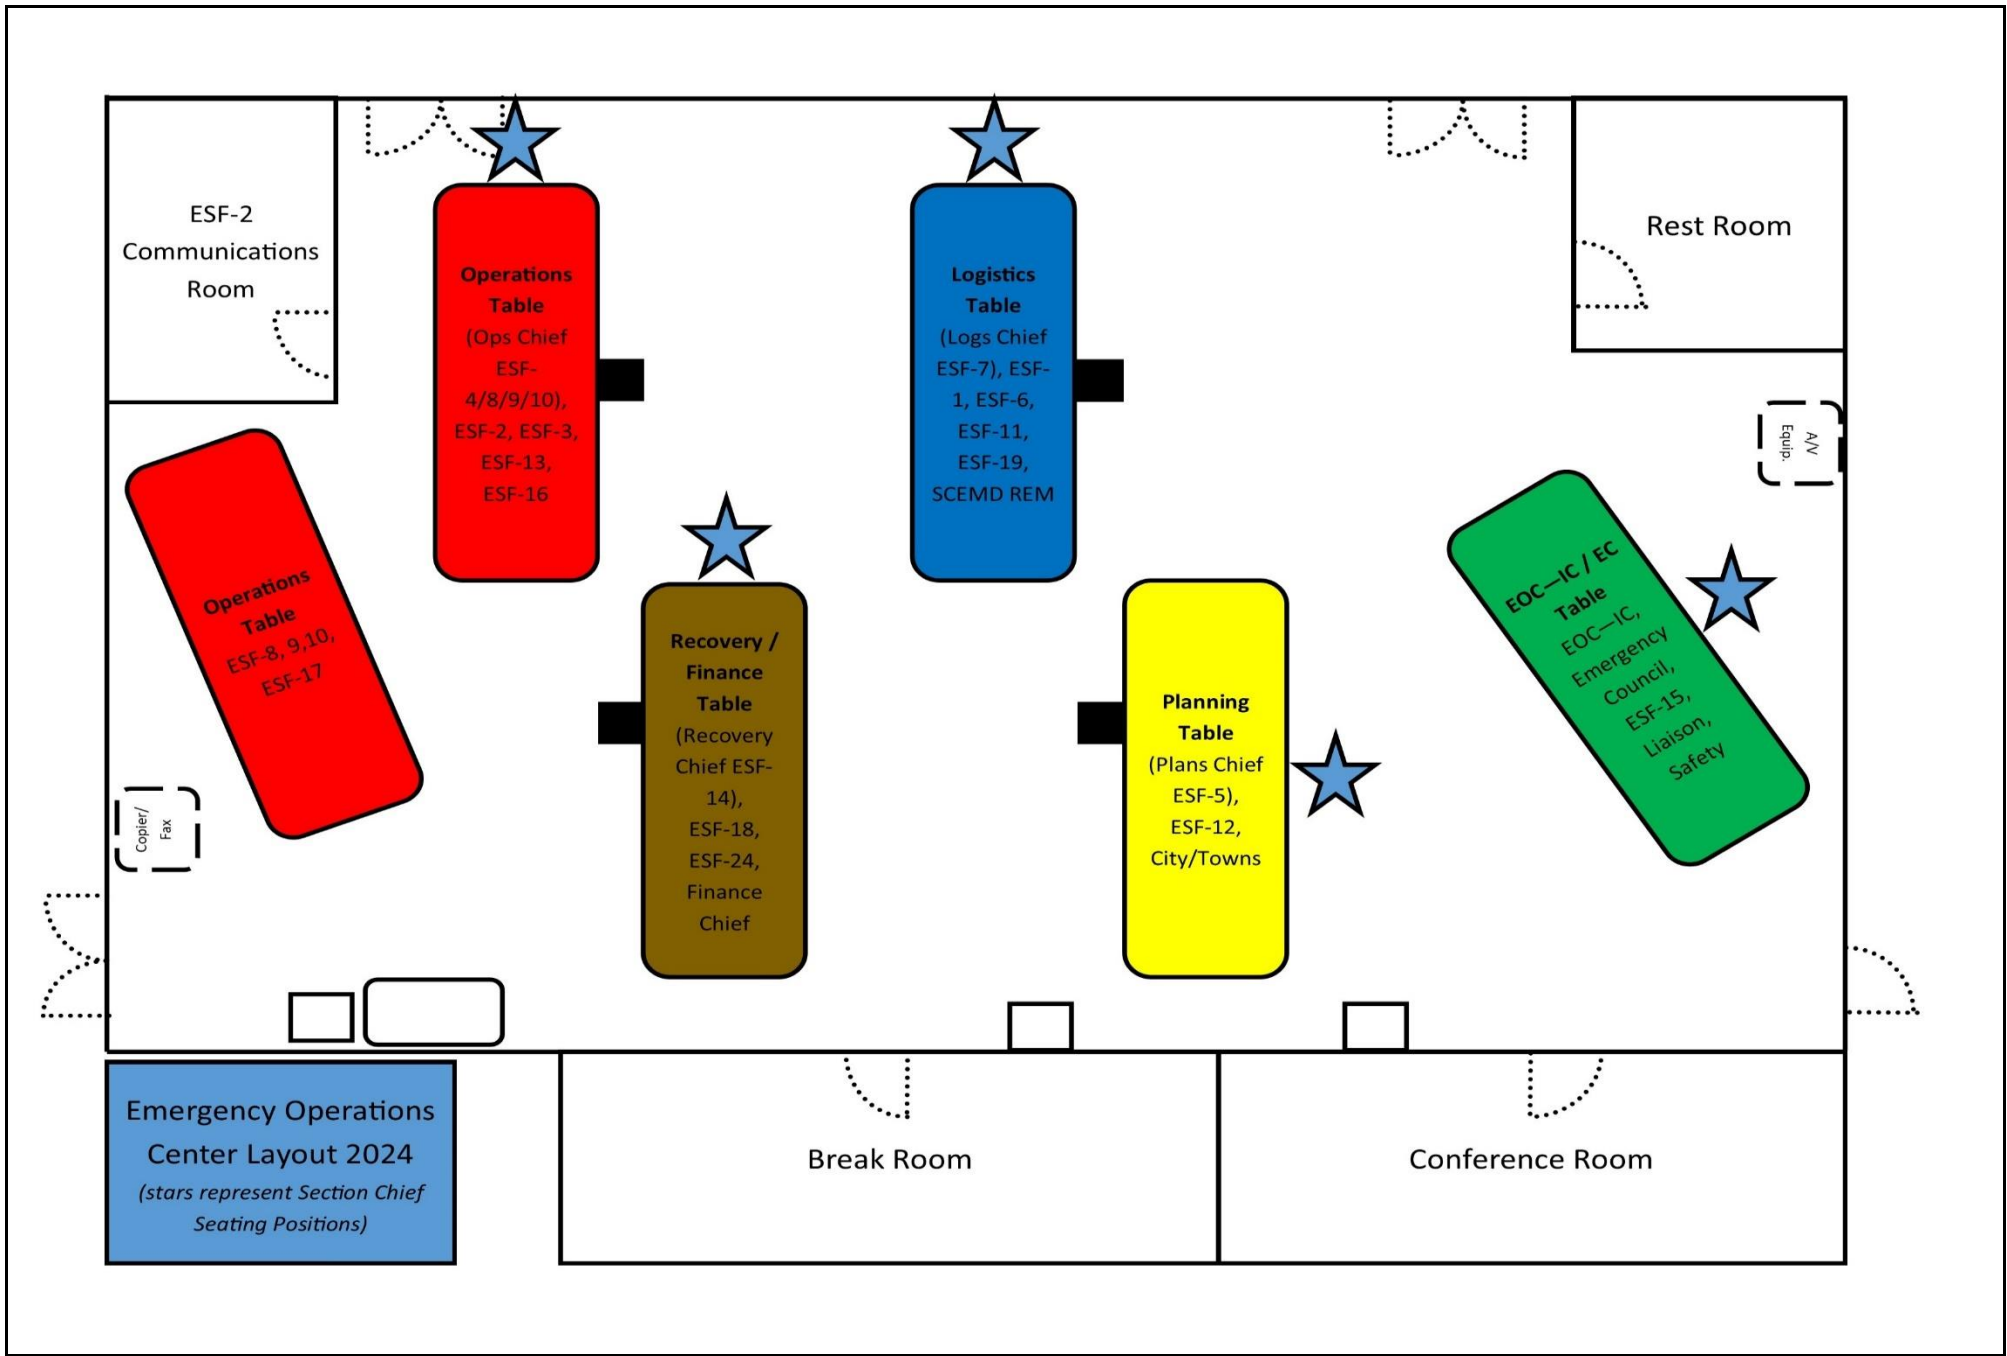 ESF-2
Communications
Room
Operations
Table
(Ops Chief
ESF-
4/8/9/10),
ESF-2, ESF-3,
ESF-13,
ESF-16
Logistics
Table
(Logs Chief
ESF-7), ESF-
1, ESF-6,
ESF-11,
ESF-19,
SCEMD REM
Rest Room
A/V
Equip.
Operations
Table
ESF-8, 9,10,
ESF-17
Recovery /
Finance
Table
(Recovery
Chief ESF-
14),
ESF-18,
ESF-24,
Finance
Chief
Planning
Table
(Plans Chief
ESF-5),
ESF-12,
City/Towns
EOC—IC / EC
Table
EOC—IC,
Emergency
Council,
ESF-15,
Liaison,
Safety
Copier/
Fax
Emergency Operations
Center Layout 2024
(stars represent Section Chief
Seating Positions)
Break Room
Conference Room